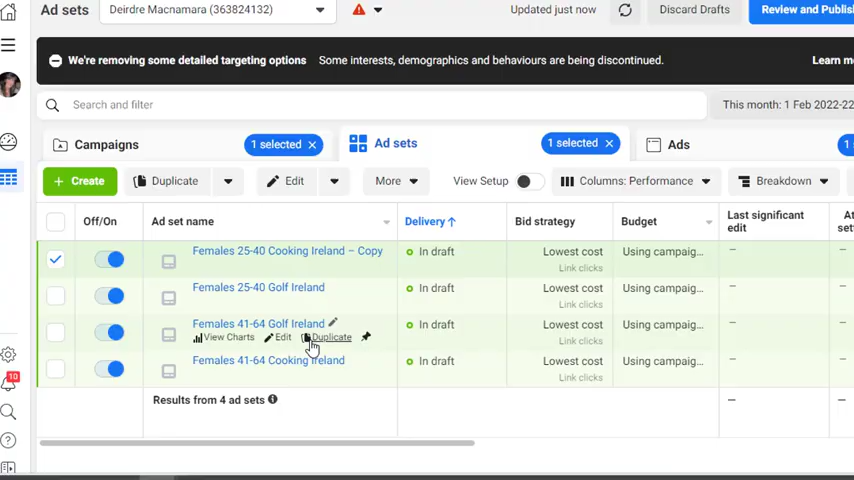 Ad sets
Deirdre Macnamara (363824132)
Updated just now
Discard Drafts
Review and Publis
We're removing some detailed targeting options
Some interests, demographics and behaviours are being discontinued.
Learn mo
Search and filter
This month: 1 Feb 2022-22
Campaigns
1 selected
Ad sets
1 selected
Ads
1
+ Create
Duplicate
Edit
More
View Setup
Columns: Performance
Breakdown
Off/On
Ad set name
Delivery
Bid strategy
Budget
Last significant
edit
At
set
Females 25-40 Cooking Ireland – Copy
In draft
Lowest cost
Link clicks
Using campaig...
—
Females 25-40 Golf Ireland
In draft
Lowest cost
Link clicks
Using campaig...
—
Females 41-64 Golf Ireland
View Charts
Edit
Duplicate
In draft
Lowest cost
Link clicks
Using campaig...
—
Females 41-64 Cooking Ireland
In draft
Lowest cost
Link clicks
Using campaig...
—
Results from 4 ad sets
—
10